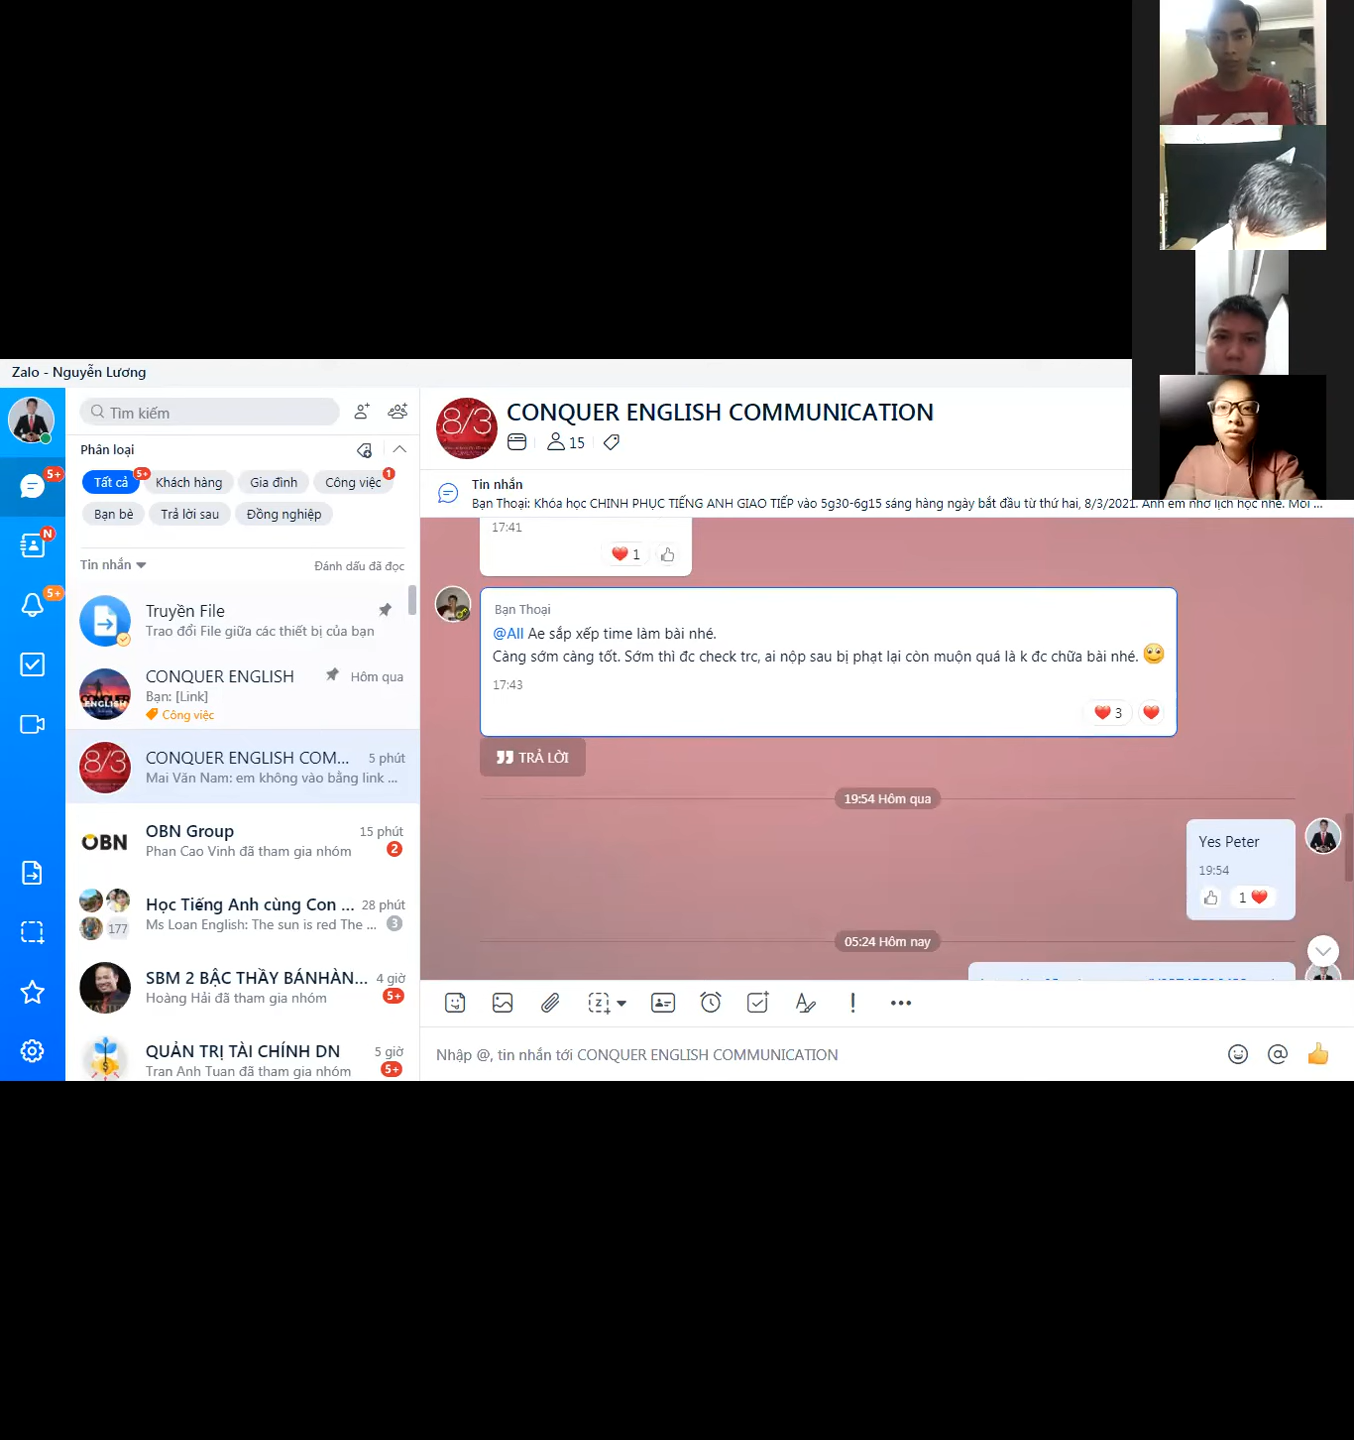 Zalo - Nguyễn Lương
Tìm kiếm
Phân loại
Tất cả
5+
Khách hàng
Gia đình
Công việc
1
Bạn bè
Trả lời sau
Đồng nghiệp
Tin nhắn
Đánh dấu đã đọc
5+
N
5+
Truyền File
Trao đổi File giữa các thiết bị của bạn
CONQUER ENGLISH
Hôm qua
Bạn: [Link]
Công việc
CONQUER
ENGLISH
8/3
CONQUER ENGLISH COM...
5 phút
Mai Văn Nam: em không vào bằng link ...
OBN
OBN Group
15 phút
Phan Cao Vinh đã tham gia nhóm
2
177
Học Tiếng Anh cùng Con ...
28 phút
Ms Loan English: The sun is red The ...
3
SBM 2 BẬC THẦY BÁNHÀN...
4 giờ
Hoàng Hải đã tham gia nhóm
5+
QUẢN TRỊ TÀI CHÍNH DN
5 giờ
Tran Anh Tuan đã tham gia nhóm
5+
8/3
CONQUER ENGLISH COMMUNICATION
15
Tin nhắn
Bạn Thoại: Khóa học CHINH PHỤC TIẾNG ANH GIAO TIẾP vào 5g30-6g15 sáng hàng ngày bắt đầu từ thứ hai, 8/3/2021. Anh em nhớ lịch học nhé. Mỗi ...
17:41
1
Bạn Thoại
@All Ae sắp xếp time làm bài nhé.
Càng sớm càng tốt. Sớm thì đc check trc, ai nộp sau bị phạt lại còn muộn quá là k đc chữa bài nhé.
17:43
3
TRẢ LỜI
19:54 Hôm qua
Yes Peter
19:54
1
05:24 Hôm nay
Nhập @, tin nhắn tới CONQUER ENGLISH COMMUNICATION